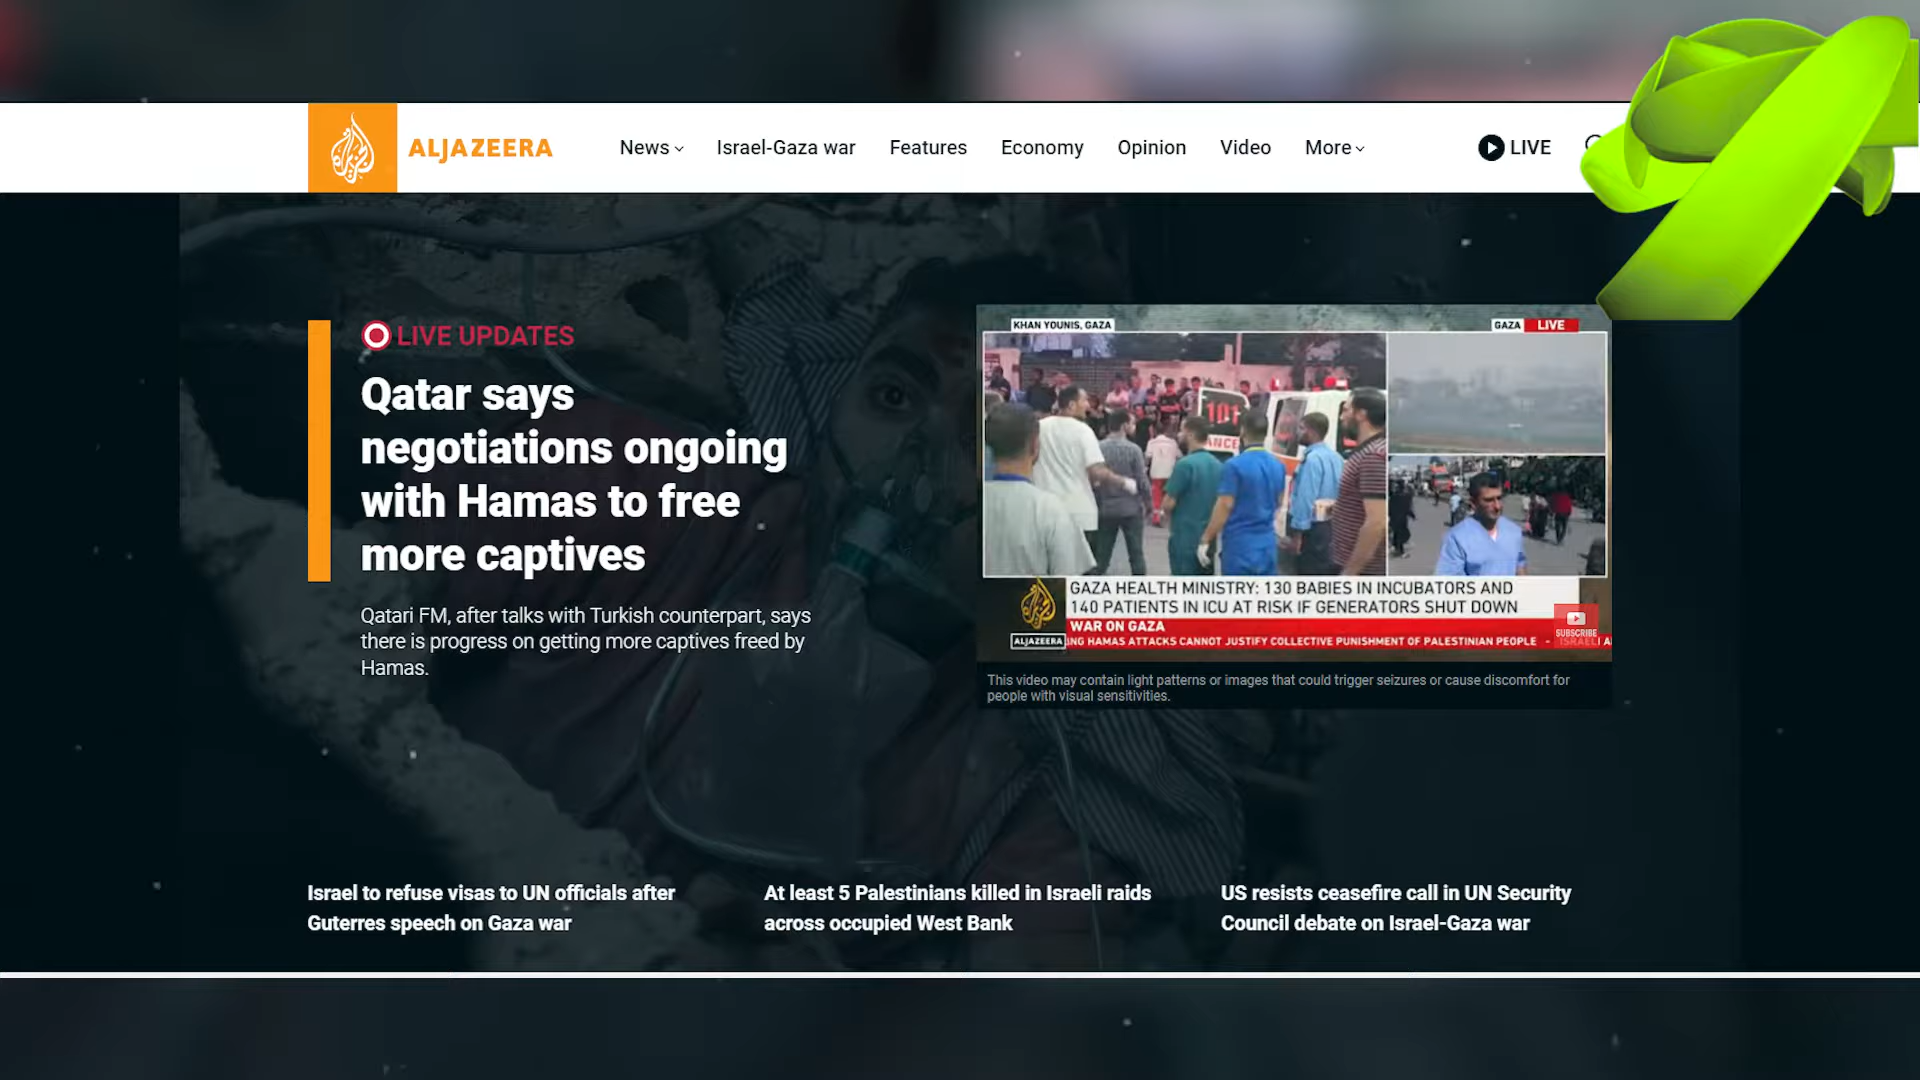 ALJAZEERA
News
Israel-Gaza war
Features
Economy
Opinion
Video
More
LIVE
LIVE UPDATES
Qatar says
negotiations ongoing
with Hamas to free
more captives
Qatari FM, after talks with Turkish counterpart, says
there is progress on getting more captives freed by
Hamas.
KHAN YOUNIS, GAZA
GAZA LIVE
101
ANCE
GAZA HEALTH MINISTRY: 130 BABIES IN INCUBATORS AND
140 PATIENTS IN ICU AT RISK IF GENERATORS SHUT DOWN
WAR ON GAZA
SUBSCRIBE
ALJAZEERA
ING HAMAS ATTACKS CANNOT JUSTIFY COLLECTIVE PUNISHMENT OF PALESTINIAN PEOPLE - ISRAELI A
This video may contain light patterns or images that could trigger seizures or cause discomfort for
people with visual sensitivities.
Israel to refuse visas to UN officials after
Guterres speech on Gaza war
At least 5 Palestinians killed in Israeli raids
across occupied West Bank
US resists ceasefire call in UN Security
Council debate on Israel-Gaza war